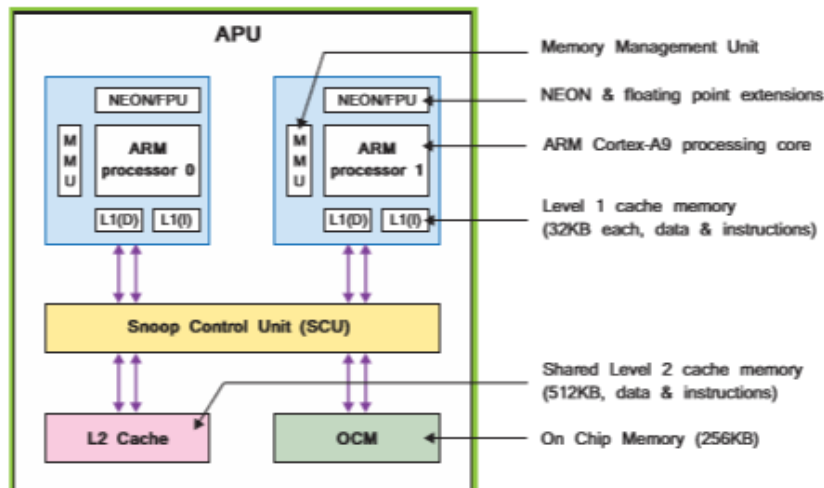 APU
NEON/FPU
M
M
U
ARM
processor 0
L1(D) L1(I)
NEON/FPU
M
M
U
ARM
processor 1
L1(D) L1(I)
Snoop Control Unit (SCU)
L2 Cache
OCM
Memory Management Unit
NEON & floating point extensions
ARM Cortex-A9 processing core
Level 1 cache memory
(32KB each, data & instructions)
Shared Level 2 cache memory
(512KB, data & instructions)
On Chip Memory (256KB)